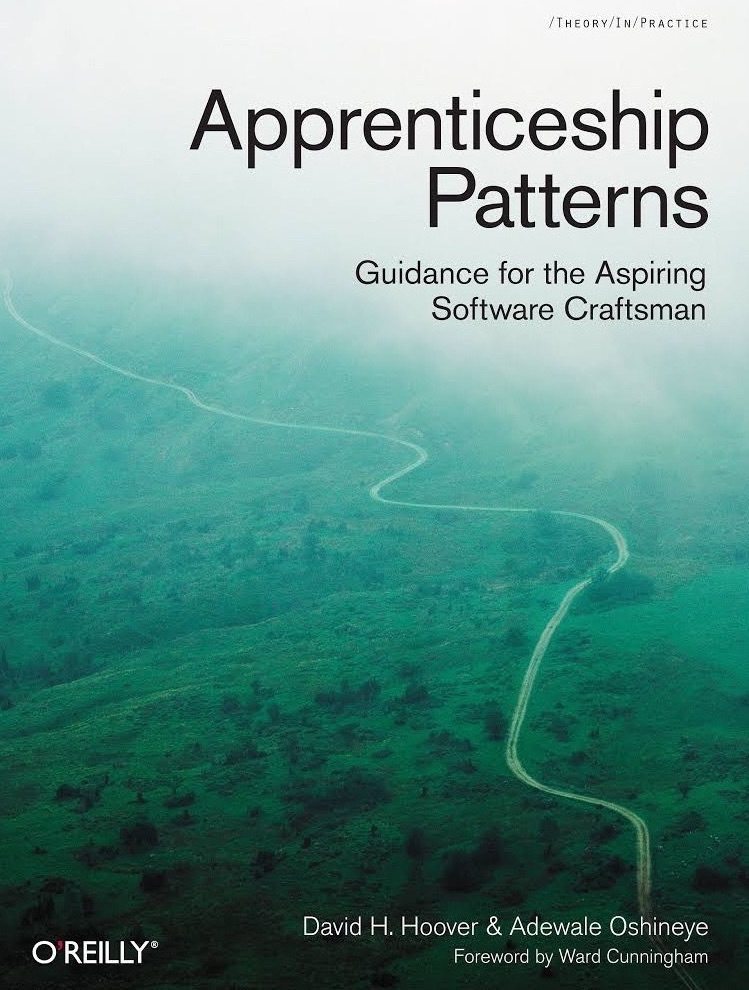 /THEORY/IN/PRACTICE
Apprenticeship
Patterns
Guidance for the Aspiring
Software Craftsman
David H. Hoover & Adewale Oshineye
O'REILLY®
Foreword by Ward Cunningham